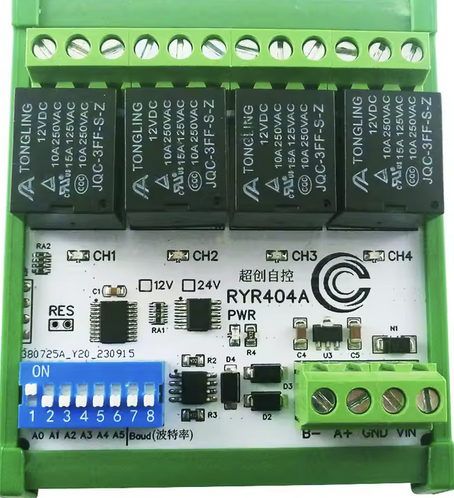 TONGLING
12VDC
10A 250VAC
15A 125VAC
10A 250VAC
JQC-3FF-S-Z
TONGLING
12VDC
10A 250VAC
15A 125VAC
10A 250VAC
JQC-3FF-S-Z
TONGLING
12VDC
10A 250VAC
15A 125VAC
10A 250VAC
JQC-3FF-S-Z
TONGLING
12VDC
10A 250VAC
15A 125VAC
10A 250VAC
JQC-3FF-S-Z
RA2
CH1
CH2
CH3
CH4
超创自控
12V
24V
RYR404A
C1
RES
RA1
PWR
R4
C4
U3
C5
N1
380725A_Y20_230915
R2
D4
D3
R3
D2
ON
1 2 3 4 5 6 7 8
A0 A1 A2 A3 A4 A5 Baud(波特率)
B- A+ GND VIN